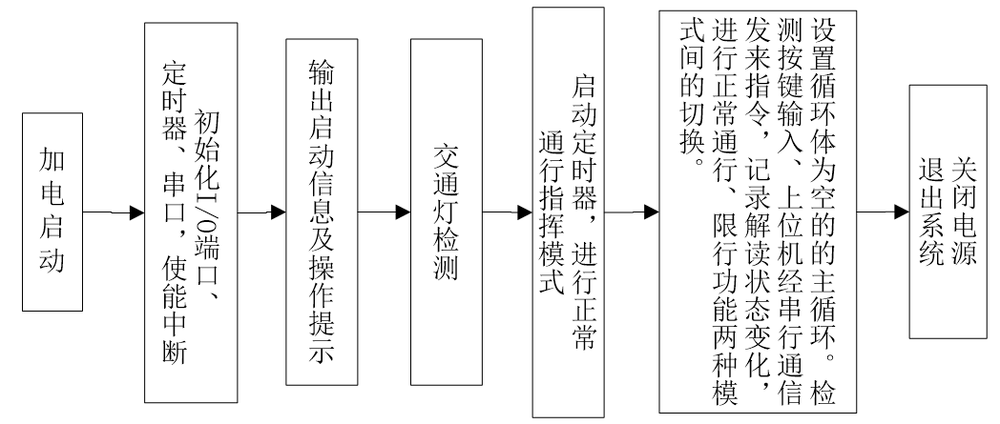 加电启动
初始化I/O端口、
定时器、串口，使能中断
输出启动信息及操作提示
交通灯检测
启动定时器，进行正常
通行指挥模式
设置循环体为空的的主循环。检
测按键输入、上位机经串行通信
发来指令，记录解读状态变化，
进行正常通行、限行功能两种模
式间的切换。
关闭电源
退出系统